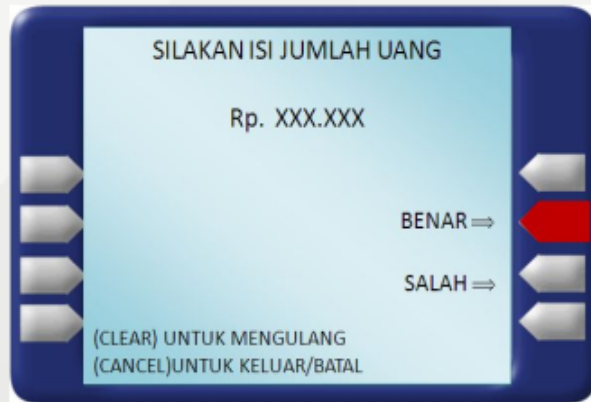 SILAKAN ISI JUMLAH UANG
Rp. XXX.XXX
BENAR⇒
SALAH⇒
(CLEAR) UNTUK MENGULANG
(CANCEL)UNTUK KELUAR/BATAL